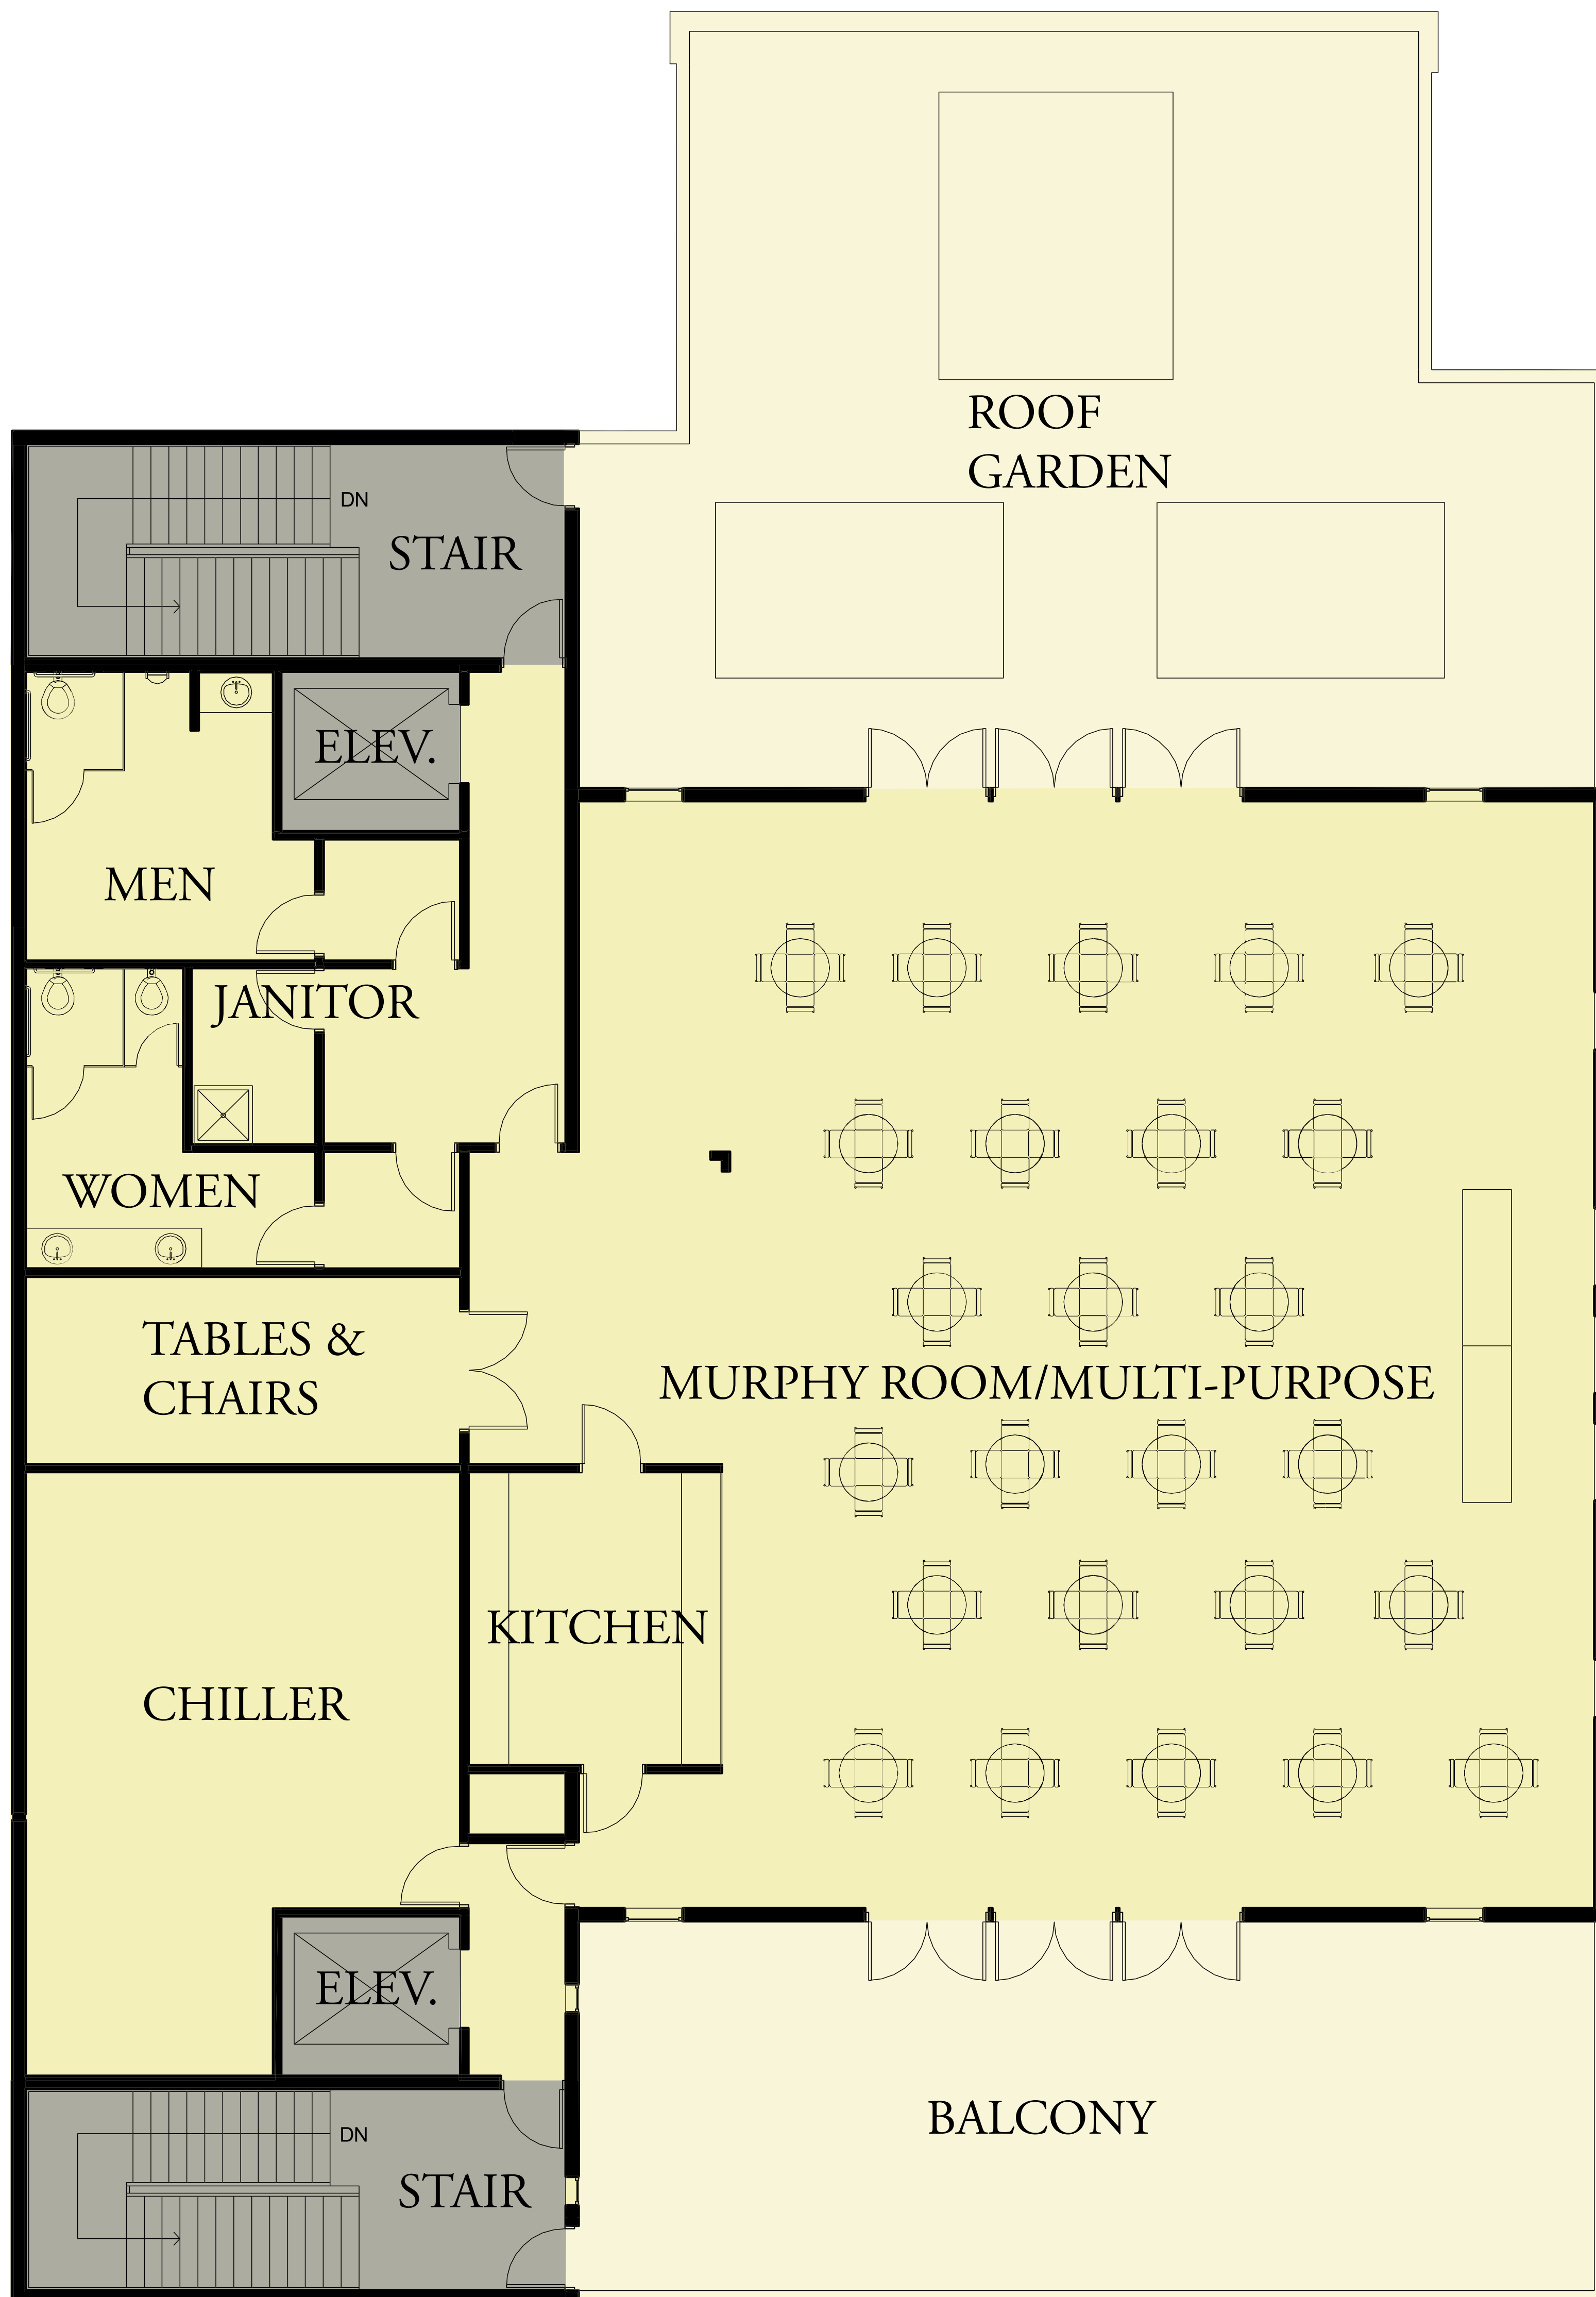 ROOF
GARDEN
DN
STAIR
ELEV.
MEN
JANITOR
WOMEN
TABLES &
CHAIRS
MURPHY ROOM/MULTI-PURPOSE
KITCHEN
CHILLER
ELEV.
BALCONY
DN
STAIR